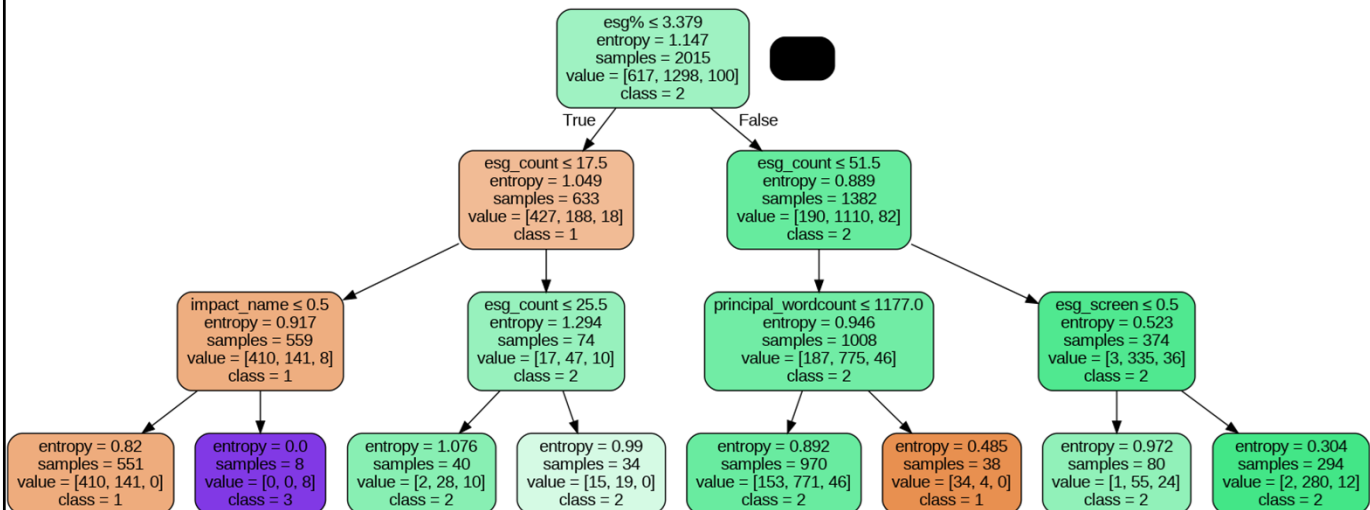 esg% ≤ 3.379
entropy = 1.147
samples = 2015
value = [617, 1298, 100]
class = 2
True
False
esg_count ≤ 17.5
entropy = 1.049
samples = 633
value = [427, 188, 18]
class = 1
esg_count ≤ 51.5
entropy = 0.889
samples = 1382
value = [190, 1110, 82]
class = 2
impact_name ≤ 0.5
entropy = 0.917
samples = 559
value = [410, 141, 8]
class = 1
esg_count ≤ 25.5
entropy = 1.294
samples = 74
value = [17, 47, 10]
class = 2
principal_wordcount ≤ 1177.0
entropy = 0.946
samples = 1008
value = [187, 775, 46]
class = 2
esg_screen ≤ 0.5
entropy = 0.523
samples = 374
value = [3, 335, 36]
class = 2
entropy = 0.82
samples = 551
value = [410, 141, 0]
class = 1
entropy = 0.0
samples = 8
value = [0, 0, 8]
class = 3
entropy = 1.076
samples = 40
value = [2, 28, 10]
class = 2
entropy = 0.99
samples = 34
value = [15, 19, 0]
class = 2
entropy = 0.892
samples = 970
value = [153, 771, 46]
class = 2
entropy = 0.485
samples = 38
value = [34, 4, 0]
class = 1
entropy = 0.972
samples = 80
value = [1, 55, 24]
class = 2
entropy = 0.304
samples = 294
value = [2, 280, 12]
class = 2